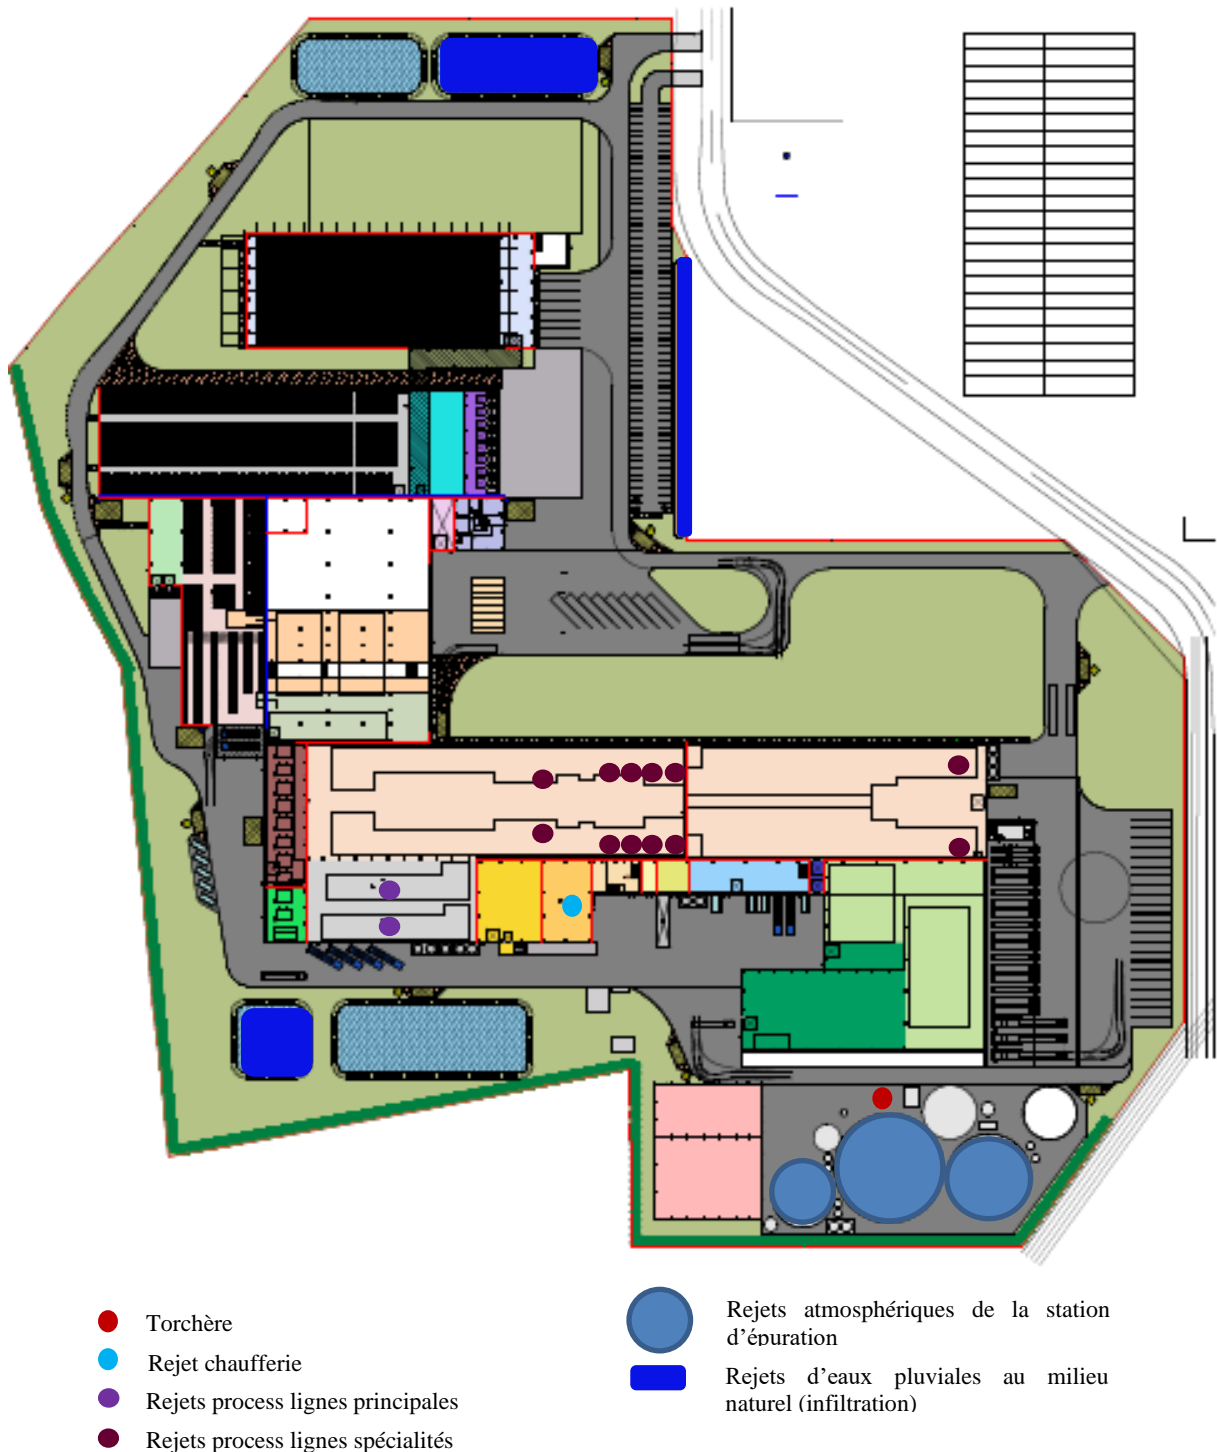 Torchère
Rejet chaufferie
Rejets process lignes principales
Rejets process lignes spécialités
Rejets atmosphériques de la station
d'épuration
Rejets d'eaux pluviales au milieu
naturel (infiltration)